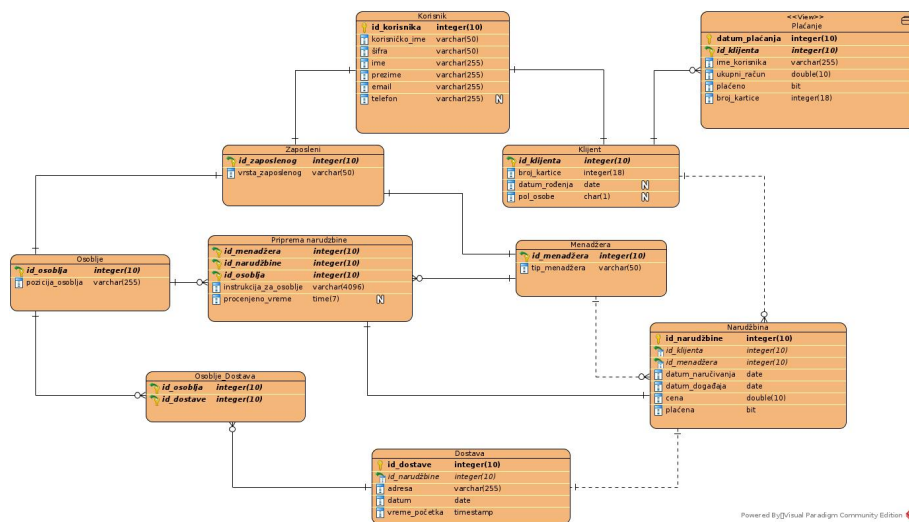 Korisnik
id_korisnika integer(10)
korisničko_ime varchar(50)
šifra varchar(50)
ime varchar(255)
prezime varchar(255)
email varchar(255)
telefon varchar(255) N
<<View>>
Plaćanje
datum_plaćanja integer(10)
id_klijenta integer(10)
ime_korisnika varchar(255)
ukupni_račun double(10)
plaćeno bit
broj_kartice integer(18)
Zaposleni
id_zaposlenog integer(10)
vrsta_zaposlenog varchar(50)
Klijent
id_klijenta integer(10)
broj_kartice integer(18)
datum_rođenja date N
pol_osobe char(1) N
Osoblje
id_osoblja integer(10)
pozicija_osoblja varchar(255)
Priprema narudzbine
id_menadžera integer(10)
id_narudžbine integer(10)
id_osoblja integer(10)
instrukcija_za_osoblje varchar(4096)
procenjeno_vreme time(7) N
Menadžera
id_menadžera integer(10)
tip_menadžera varchar(50)
Narudžbina
id_narudžbine integer(10)
id_klijenta integer(10)
id_menadžera integer(10)
datum_naručivanja date
datum_događaja date
cena double(10)
plaćena bit
Osoblje_Dostava
id_osoblja integer(10)
id_dostave integer(10)
Dostava
id_dostave integer(10)
id_narudžbine integer(10)
adresa varchar(255)
datum date
vreme_početka timestamp
Powered By▯Visual Paradigm Community Edition